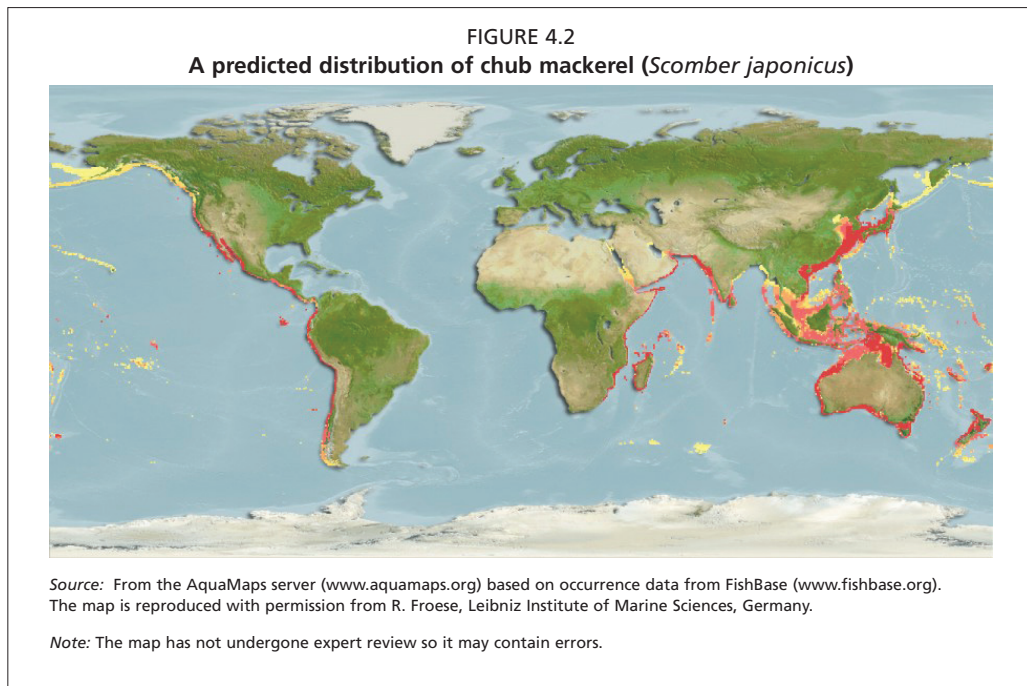 FIGURE 4.2
A predicted distribution of chub mackerel (Scomber japonicus)
Source: From the AquaMaps server (www.aquamaps.org) based on occurrence data from FishBase (www.fishbase.org).
The map is reproduced with permission from R. Froese, Leibniz Institute of Marine Sciences, Germany.
Note: The map has not undergone expert review so it may contain errors.